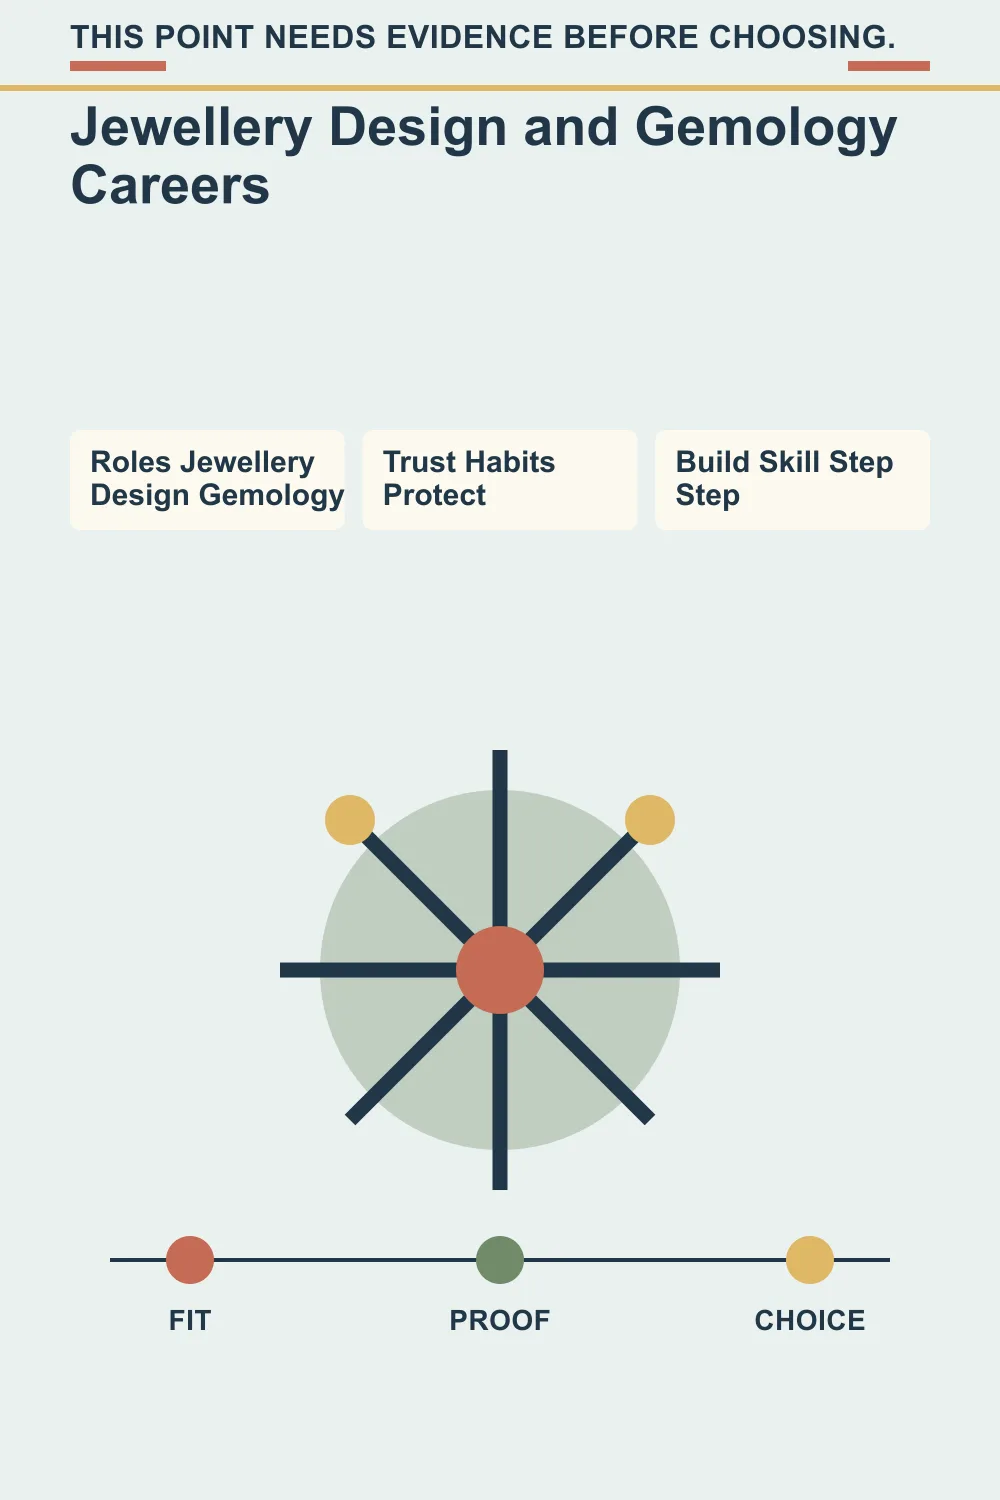 THIS POINT NEEDS EVIDENCE BEFORE CHOOSING.
Jewellery Design and Gemology
Careers
Roles Jewellery
Design Gemology
Trust Habits
Protect
Build Skill Step
Step
FIT
PROOF
CHOICE